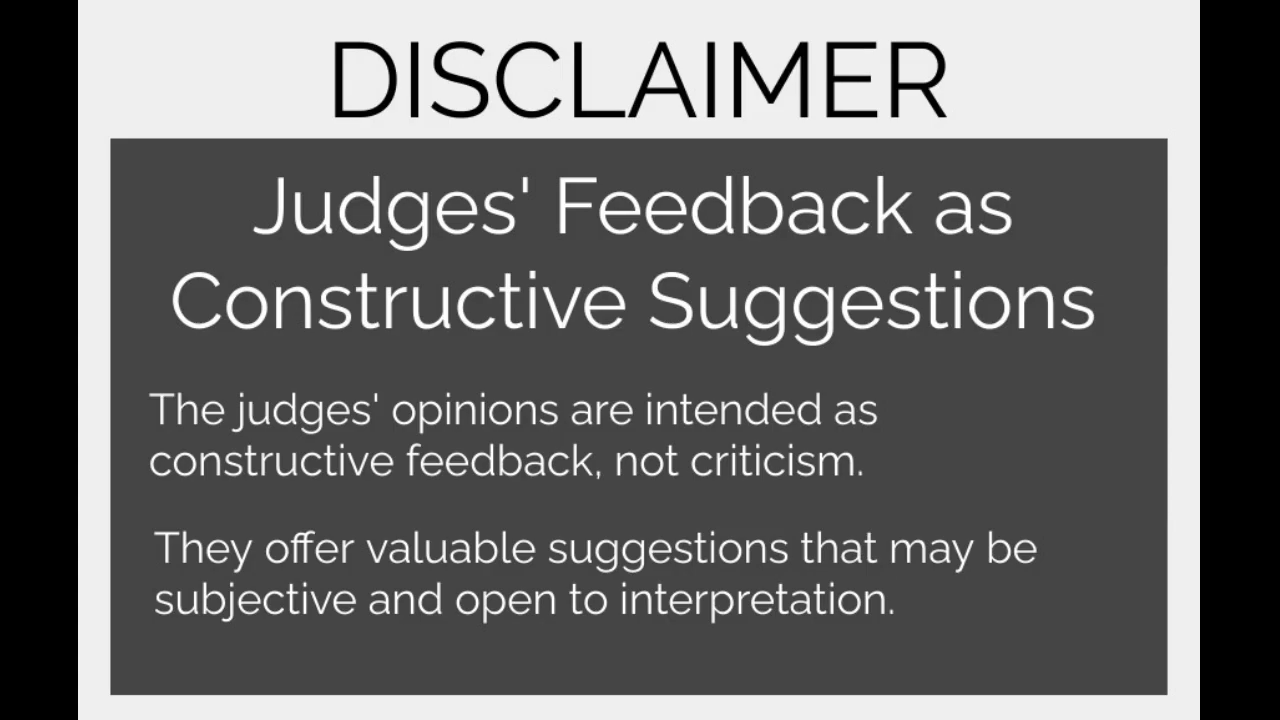 DISCLAIMER
Judges' Feedback as
Constructive Suggestions
The judges' opinions are intended as
constructive feedback, not criticism.
They offer valuable suggestions that may be
subjective and open to interpretation.